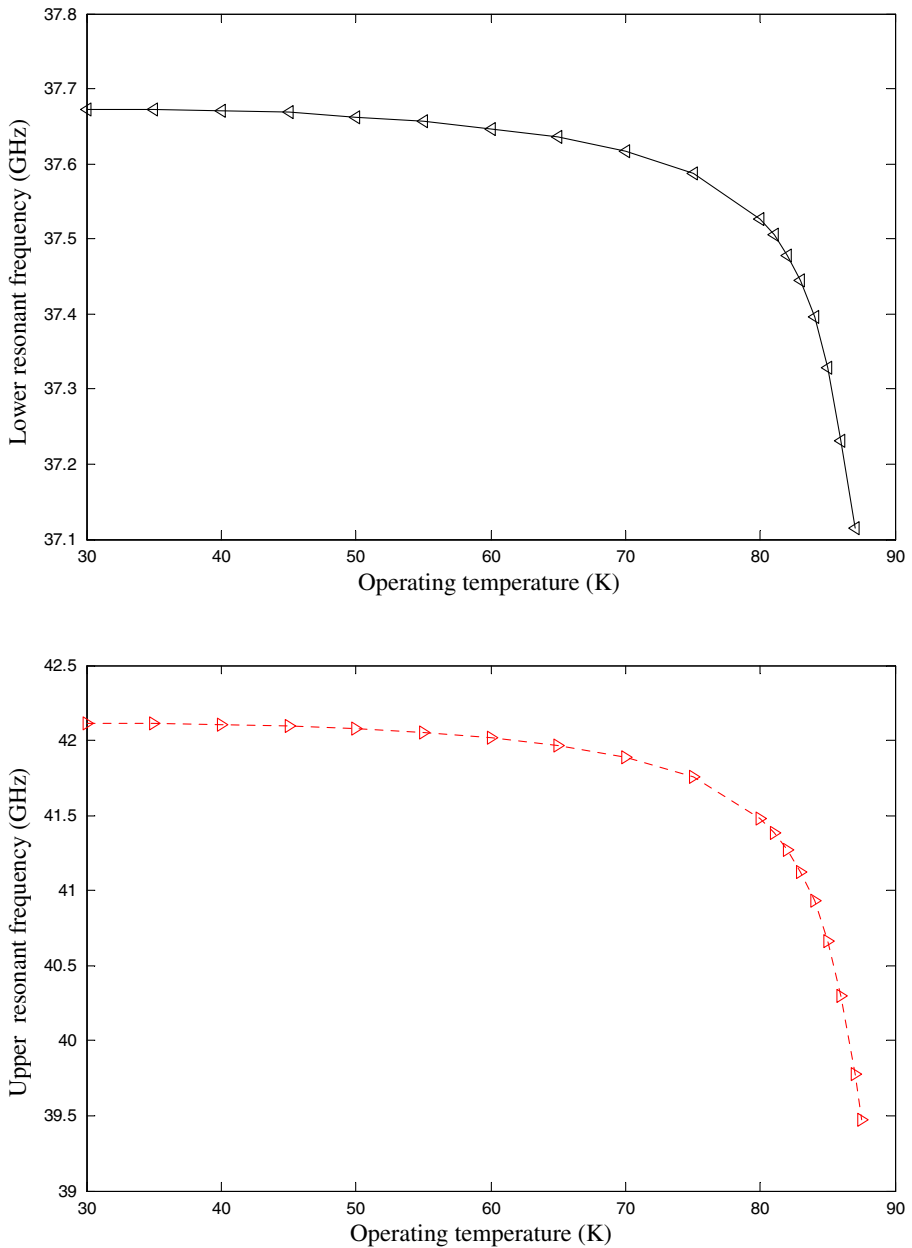 37.8
37.7
37.6
37.5
37.4
37.3
37.2
37.1
Lower resonant frequency (GHz)
30 40 50 60 70 80 90
Operating temperature (K)
42.5
42
41.5
41
40.5
40
39.5
39
Upper resonant frequency (GHz)
30 40 50 60 70 80 90
Operating temperature (K)